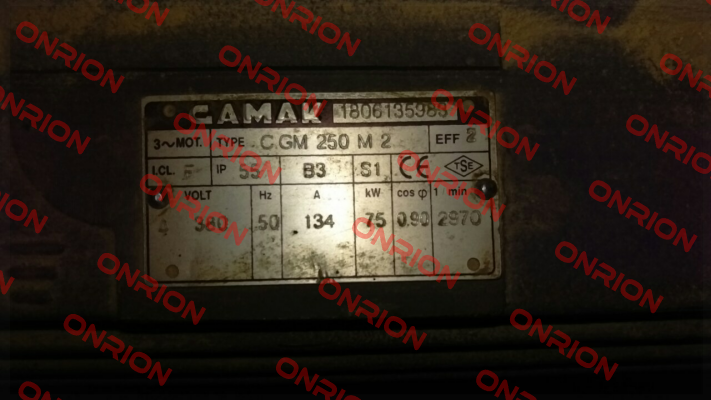 GAMAK 1806135983
3~MOT. TYPE CGM 250 M 2 EFF 2
I.CL. F IP 55 B3 S1 CE TSE
VOLT Hz A kW cos φ 1/min
380 50 134 75 0.90 2970
ONRION